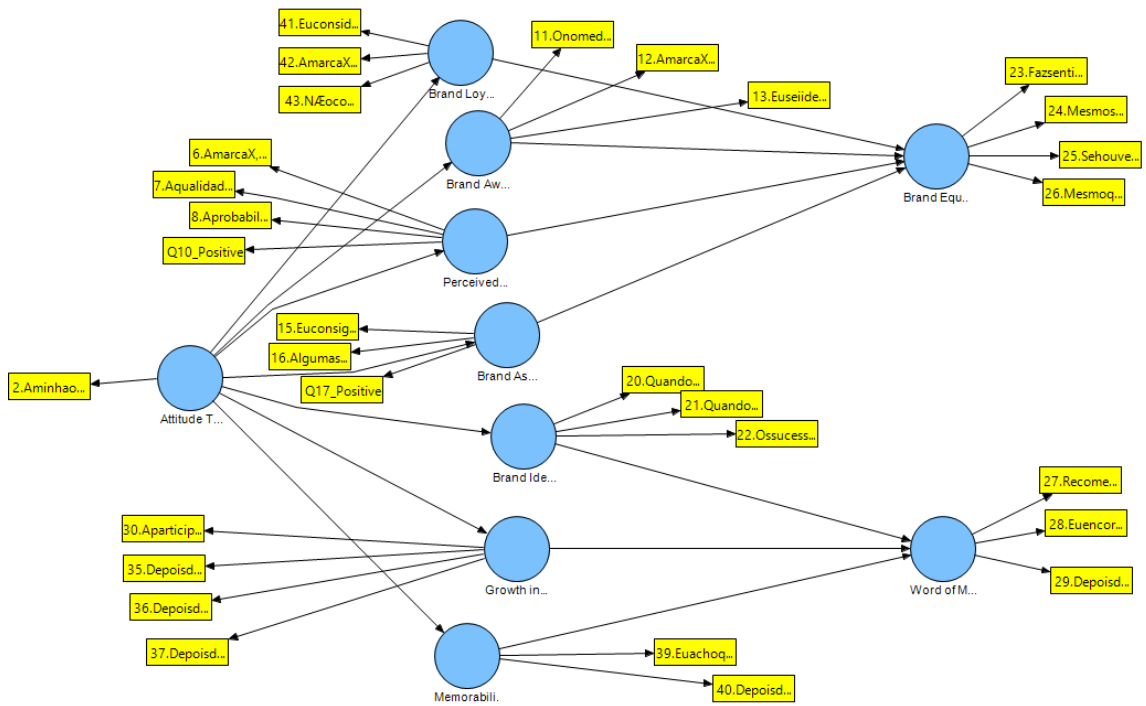 41.Euconsid...
42.AmarcaX...
43.NÆoco...
Brand Loy...
11.Onomed...
12.AmarcaX...
13.Euseiide...
Brand Aw...
6.AmarcaX,...
7.Aqualidad...
8.Aprobabil...
Q10_Positive
Perceived...
23.Fazsenti...
24.Mesmos...
25.Sehouve...
26.Mesmoq...
Brand Equ..
15.Euconsig...
16.Algumas...
Q17_Positive
Brand As...
2.Aminhao...
Attitude T...
20.Quando...
21.Quando...
22.Ossucess...
Brand Ide...
30.Aparticip...
35.Depoisd...
36.Depoisd...
37.Depoisd...
Growth in...
27.Recome...
28.Euencor...
29.Depoisd...
Word of M...
39.Euachoq...
40.Depoisd...
Memorabili.